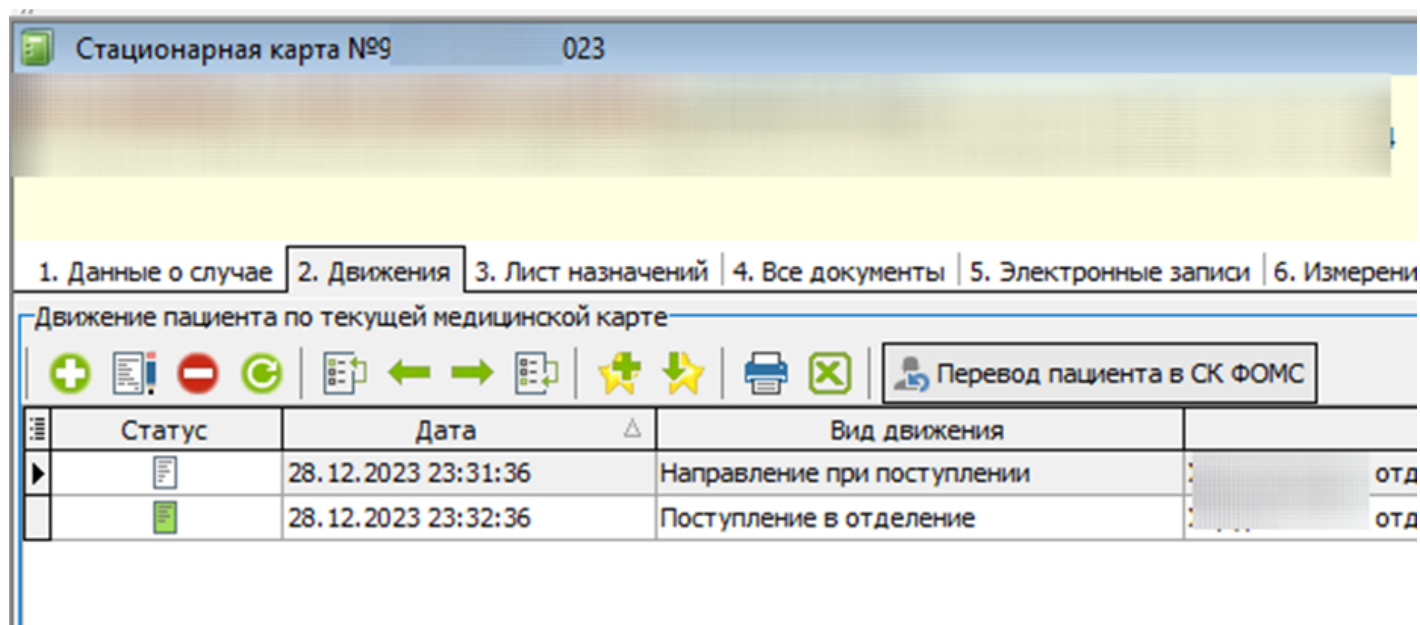 Стационарная карта №9 023
1. Данные о случае 2. Движения 3. Лист назначений 4. Все документы 5. Электронные записи 6. Измерени
Движение пациента по текущей медицинской карте
Перевод пациента в СК ФОМС
Статус Дата Вид движения
28.12.2023 23:31:36 Направление при поступлении отд
28.12.2023 23:32:36 Поступление в отделение отд